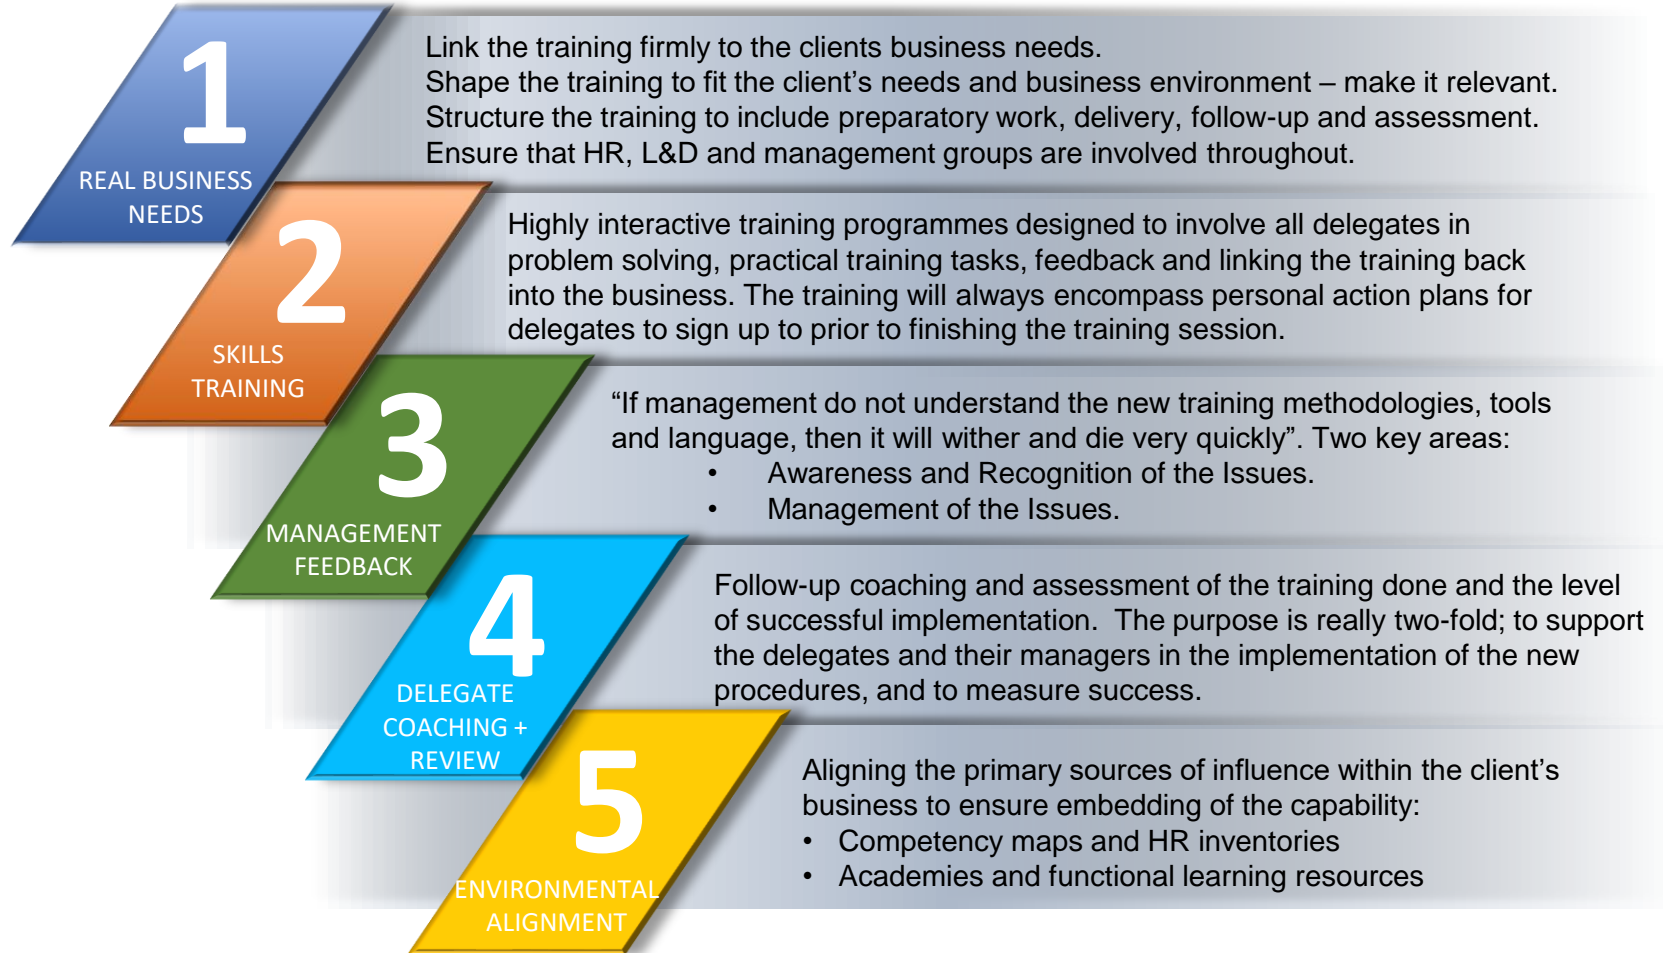 1
REAL BUSINESS
NEEDS
Link the training firmly to the clients business needs.
Shape the training to fit the client’s needs and business environment – make it relevant.
Structure the training to include preparatory work, delivery, follow-up and assessment.
Ensure that HR, L&D and management groups are involved throughout.
2
SKILLS
TRAINING
Highly interactive training programmes designed to involve all delegates in
problem solving, practical training tasks, feedback and linking the training back
into the business. The training will always encompass personal action plans for
delegates to sign up to prior to finishing the training session.
3
MANAGEMENT
FEEDBACK
“If management do not understand the new training methodologies, tools
and language, then it will wither and die very quickly”. Two key areas:
• Awareness and Recognition of the Issues.
• Management of the Issues.
4
DELEGATE
COACHING +
REVIEW
Follow-up coaching and assessment of the training done and the level
of successful implementation.  The purpose is really two-fold; to support
the delegates and their managers in the implementation of the new
procedures, and to measure success.
5
ENVIRONMENTAL
ALIGNMENT
Aligning the primary sources of influence within the client’s
business to ensure embedding of the capability:
• Competency maps and HR inventories
• Academies and functional learning resources